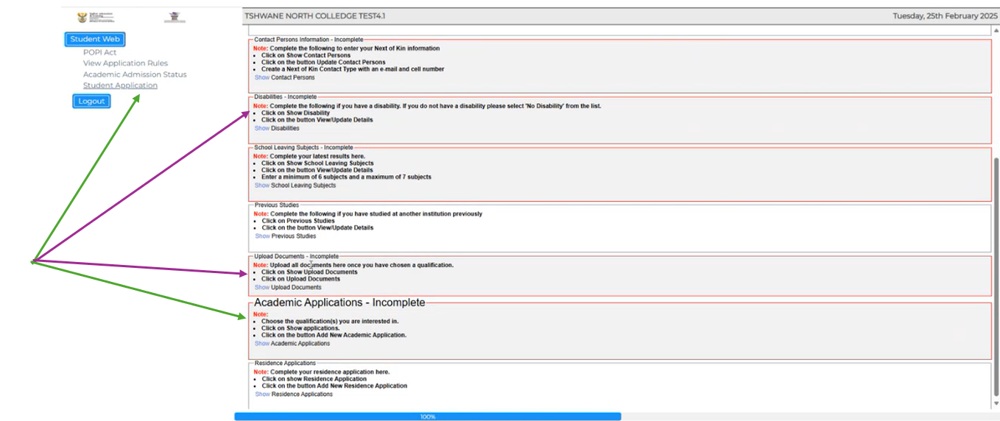 TSHWANE NORTH COLLEDGE TEST4.1
Tuesday, 25th February 2025
Student Web
POPI Act
View Application Rules
Academic Admission Status
Student Application
Logout
Contact Persons Information - Incomplete
Note: Complete the following to enter your Next of Kin information
• Click on Show Contact Persons
• Click on the button Update Contact Persons
• Create a Next of Kin Contact Type with an e-mail and cell number
Show Contact Persons
Disabilities - Incomplete
Note: Complete the following if you have a disability. If you do not have a disability please select 'No Disability' from the list.
• Click on Show Disability
• Click on the button View/Update Details
Show Disabilities
School Leaving Subjects - Incomplete
Note: Complete your latest results here.
• Click on Show School Leaving Subjects
• Click on the button View/Update Details
• Enter a minimum of 6 subjects and a maximum of 7 subjects
Show School Leaving Subjects
Previous Studies
Note: Complete the following if you have studied at another institution previously
• Click on Previous Studies
• Click on the button View/Update Details
Show Previous Studies
Upload Documents - Incomplete
Note: Upload all documents here once you have chosen a qualification.
• Click on Show Upload Documents
• Click on Upload Documents
Show Upload Documents
Academic Applications - Incomplete
Note:
• Choose the qualification(s) you are interested in.
• Click on Show applications.
• Click on the button Add New Academic Application.
Show Academic Applications
Residence Applications
Note: Complete your residence application here.
• Click on show Residence Application
• Click on the button Add New Residence Application
Show Residence Applications
100%